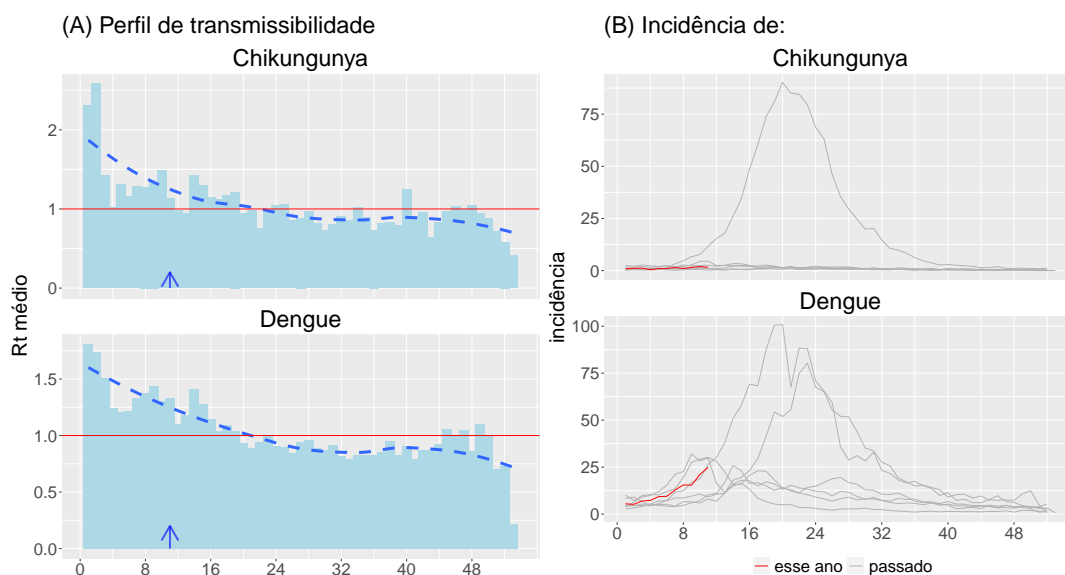 (A) Perfil de transmissibilidade
Chikungunya
2
1
0
Dengue
1.5
1.0
0.5
0.0
0 8 16 24 32 40 48
Rt médio
(B) Incidência de:
Chikungunya
75
50
25
0
Dengue
100
75
50
25
0
0 8 16 24 32 40 48
incidência
esse ano passado